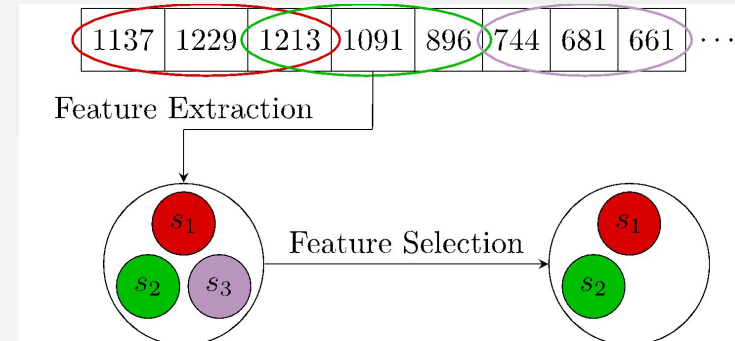 1137 1229 1213 1091 896 744 681 661 ...
Feature Extraction
s1 s1
Feature Selection
s2 s3 s2